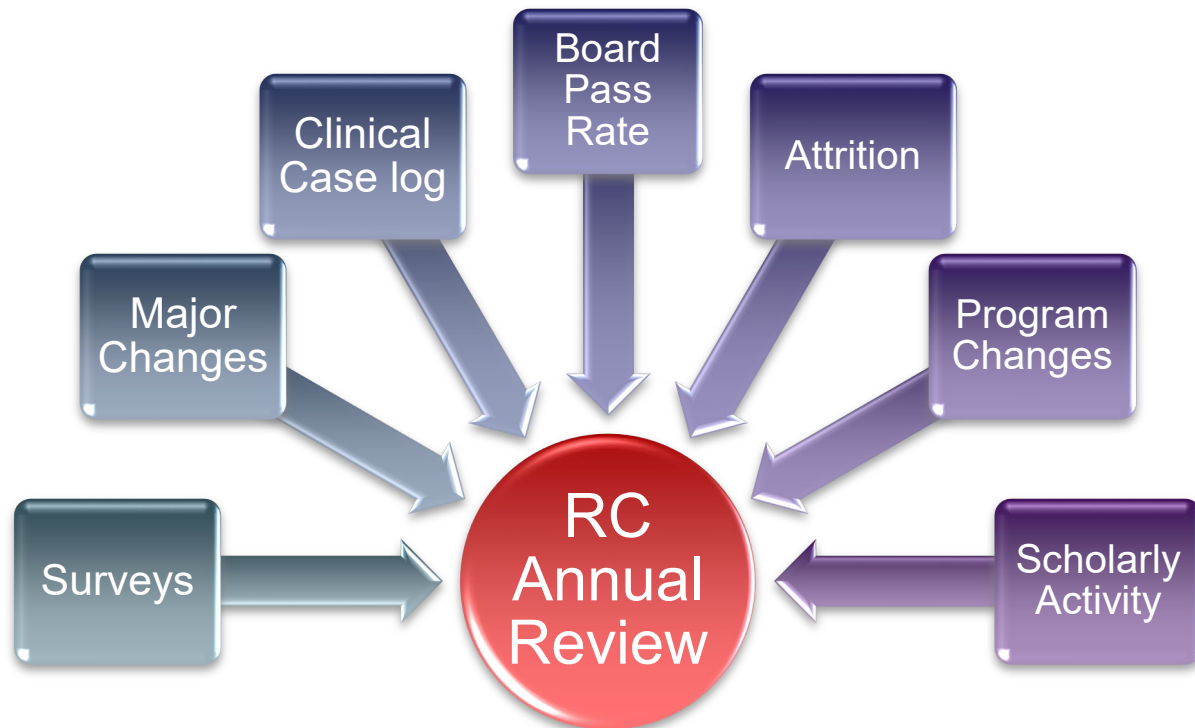 Board
Pass
Rate
Clinical
Case log
Attrition
Major
Changes
Program
Changes
Surveys
RC
Annual
Review
Scholarly
Activity